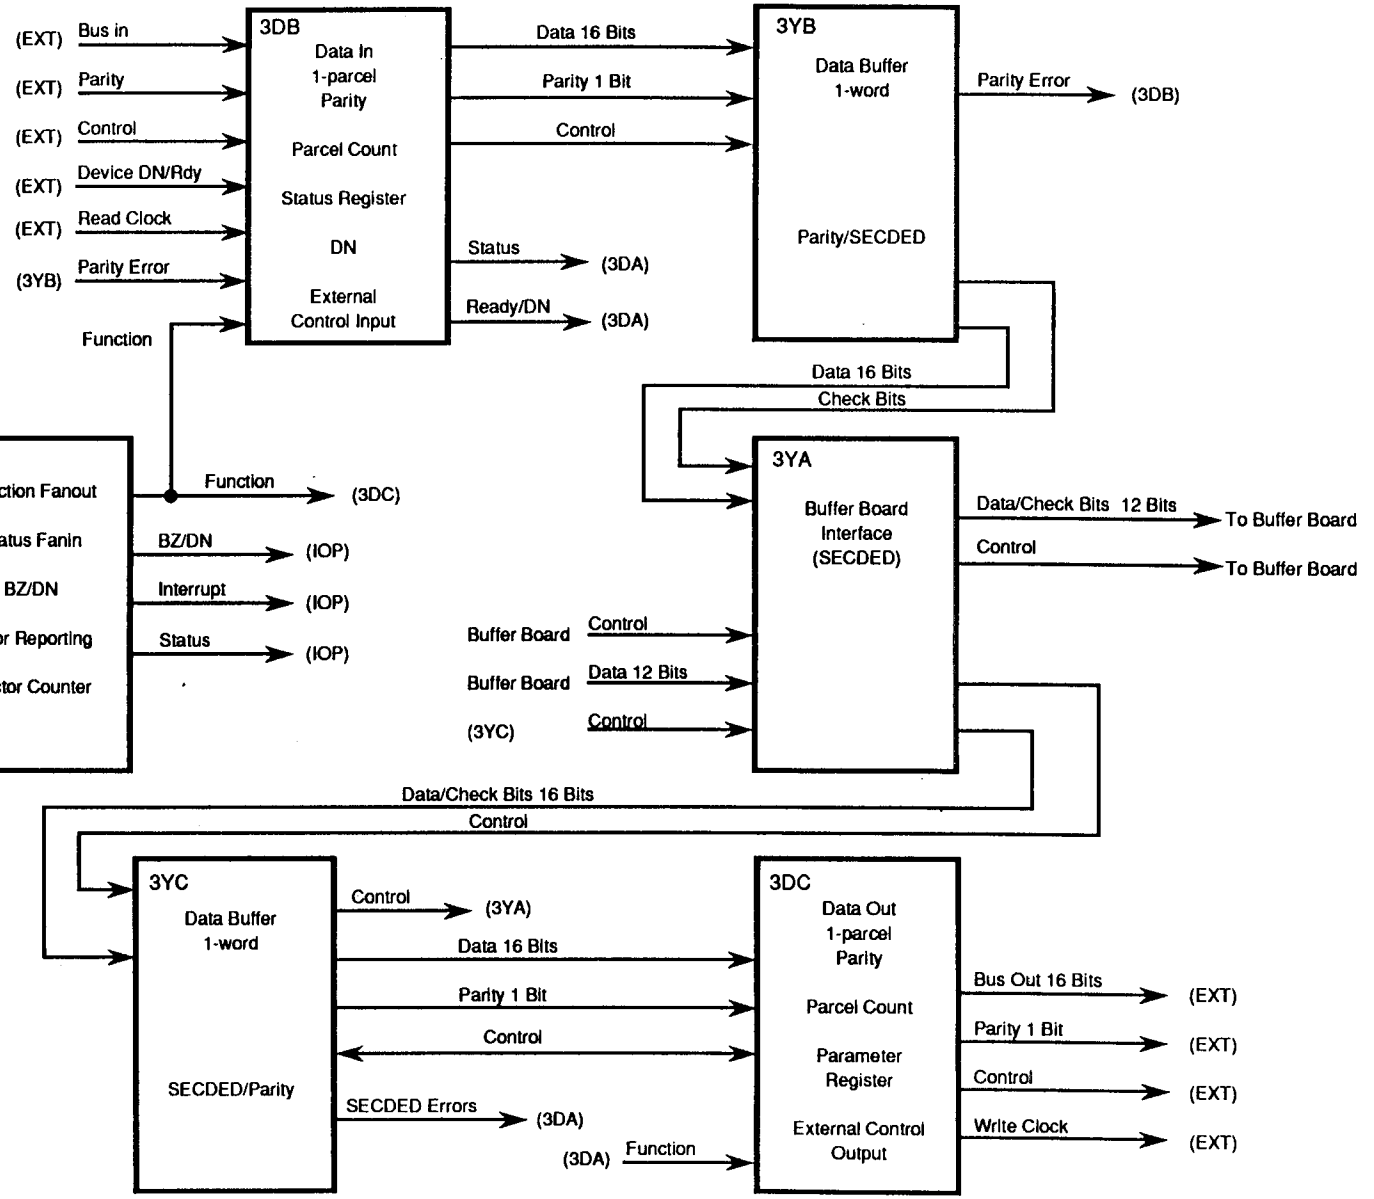 3DB
3YB
(EXT) Bus in
Data In
1-parcel
Parity
Data 16 Bits
Data Buffer
1-word
(EXT) Parity
Parity 1 Bit
Parity Error (3DB)
(EXT) Control
Parcel Count
Control
(EXT) Device DN/Rdy
Status Register
(EXT) Read Clock
DN
Status (3DA)
Parity/SECDED
(3YB) Parity Error
External
Control Input
Ready/DN (3DA)
Function
Data 16 Bits
Check Bits
3YA
ction Fanout
Function (3DC)
Buffer Board
Interface
(SECDED)
Data/Check Bits 12 Bits To Buffer Board
atus Fanin
BZ/DN (IOP)
Control To Buffer Board
BZ/DN
Interrupt (IOP)
or Reporting
Status (IOP)
ctor Counter
Buffer Board Control
Buffer Board Data 12 Bits
(3YC) Control
Data/Check Bits 16 Bits
Control
3YC
3DC
Data Buffer
1-word
Control (3YA)
Data Out
1-parcel
Parity
Data 16 Bits
Bus Out 16 Bits (EXT)
Parity 1 Bit
Parcel Count
Parity 1 Bit (EXT)
Control
Parameter
Register
Control (EXT)
SECDED/Parity
SECDED Errors (3DA)
External Control
Output
Write Clock (EXT)
(3DA) Function